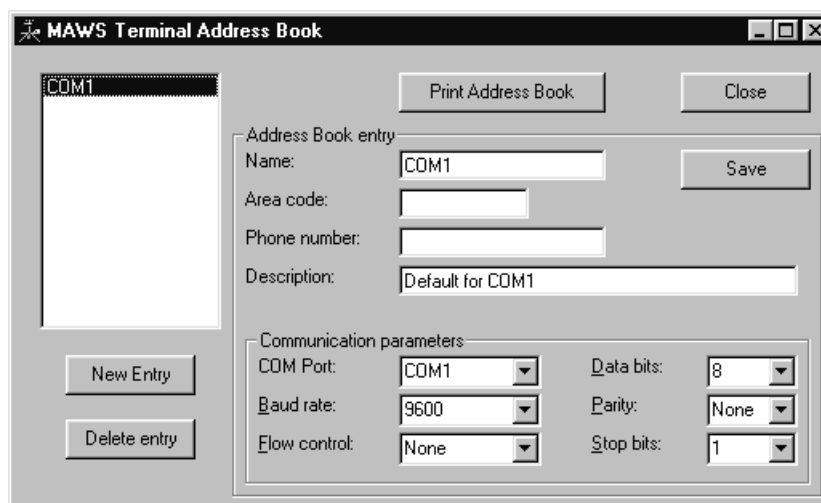 MAWS Terminal Address Book
COM1
Print Address Book
Close
Address Book entry
Name: COM1
Save
Area code:
Phone number:
Description: Default for COM1
Communication parameters
COM Port: COM1 Data bits: 8
New Entry
Baud rate: 9600 Parity: None
Delete entry
Flow control: None Stop bits: 1